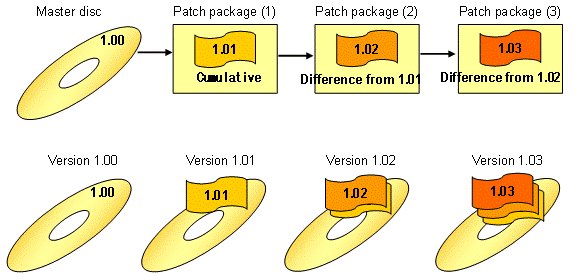 Master disc
Patch package (1)
Patch package (2)
Patch package (3)
1.00
1.01
1.02
1.03
Cumulative
Difference from 1.01
Difference from 1.02
Version 1.00
Version 1.01
Version 1.02
Version 1.03
1.00
1.01
1.02
1.03